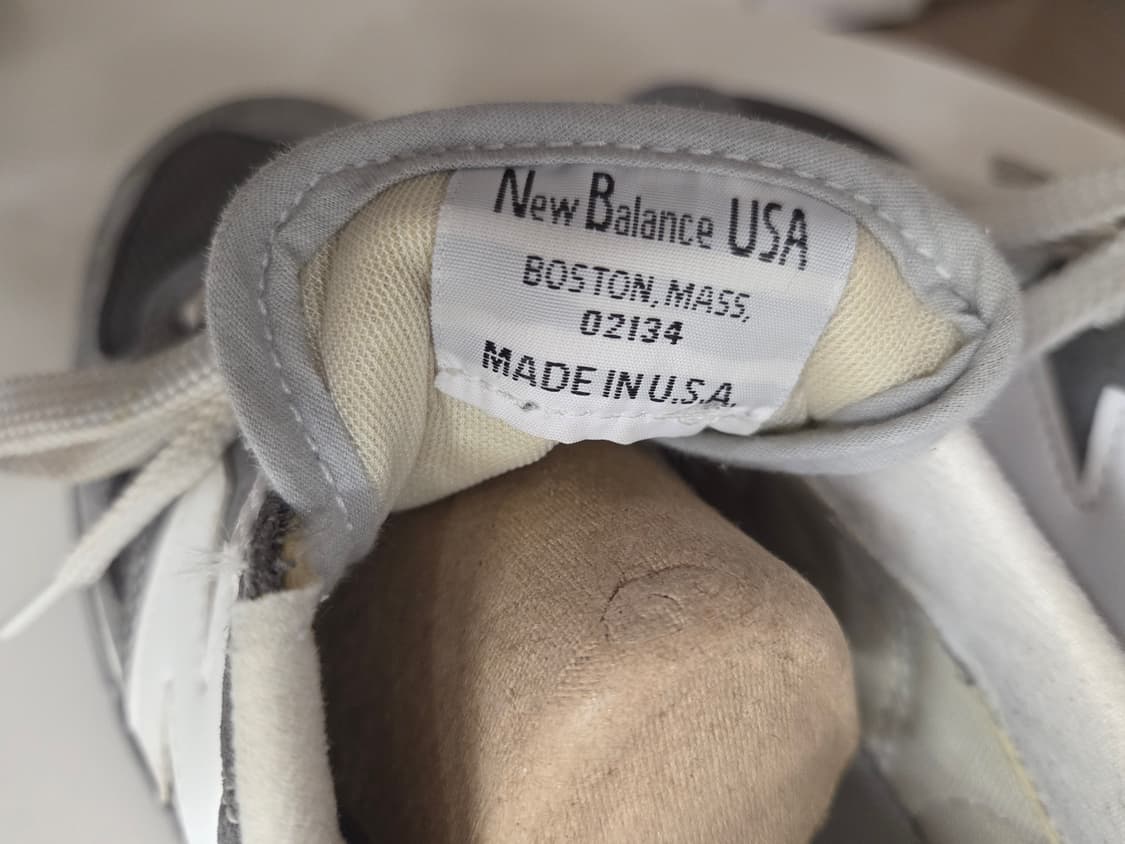 New Balance USA
BOSTON, MASS,
02134
MADE IN U.S.A.